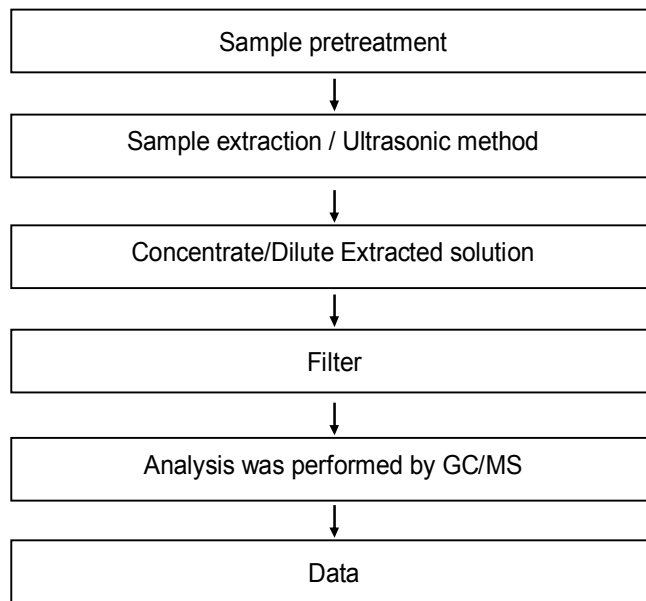 Sample pretreatment
Sample extraction / Ultrasonic method
Concentrate/Dilute Extracted solution
Filter
Analysis was performed by GC/MS
Data